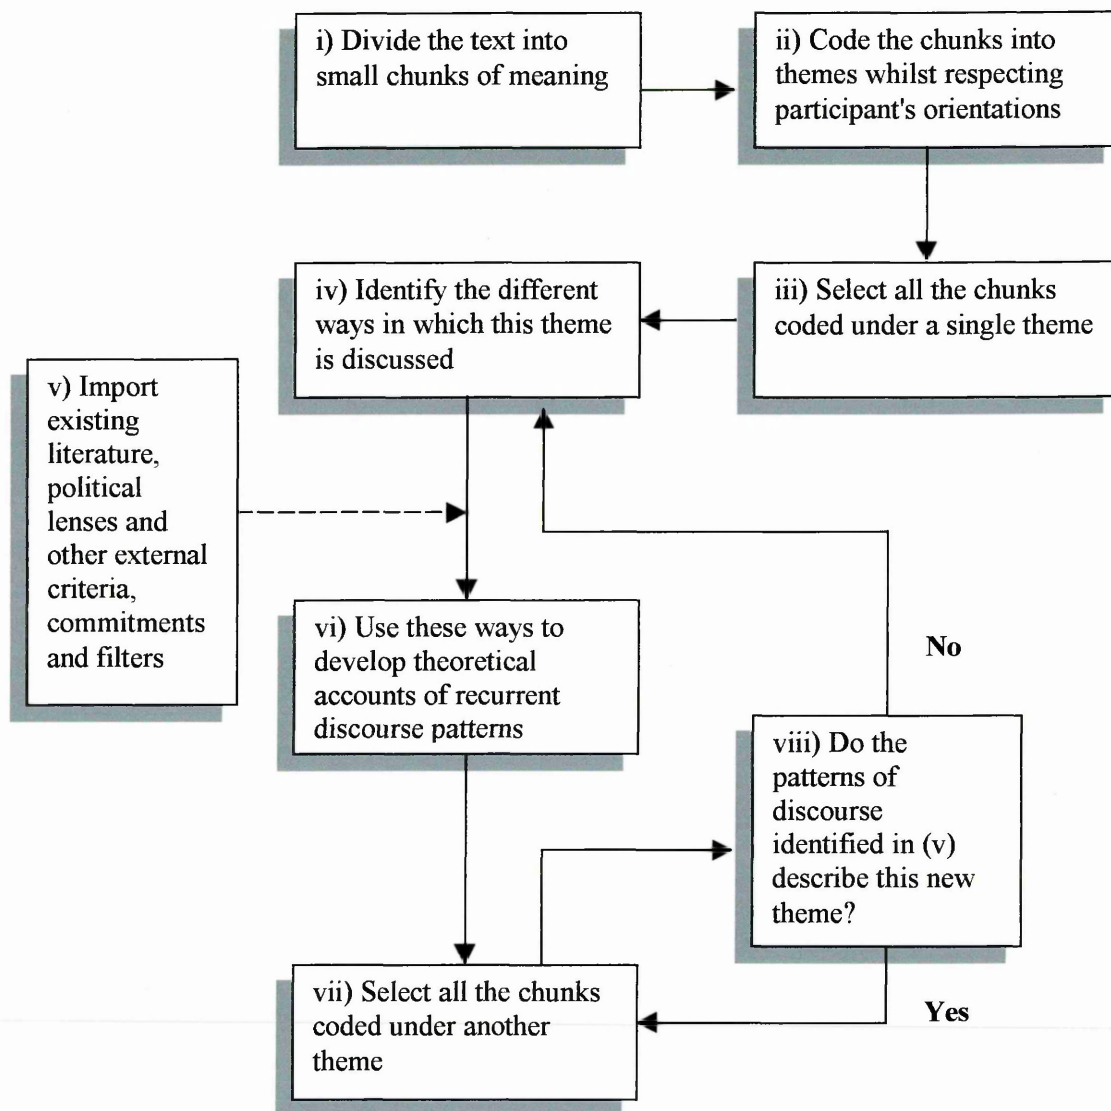 i) Divide the text into
small chunks of meaning
ii) Code the chunks into
themes whilst respecting
participant's orientations
iii) Select all the chunks
coded under a single theme
iv) Identify the different
ways in which this theme
is discussed
v) Import
existing
literature,
political
lenses and
other external
criteria,
commitments
and filters
vi) Use these ways to
develop theoretical
accounts of recurrent
discourse patterns
vii) Select all the chunks
coded under another
theme
viii) Do the
patterns of
discourse
identified in (v)
describe this new
theme?
No
Yes